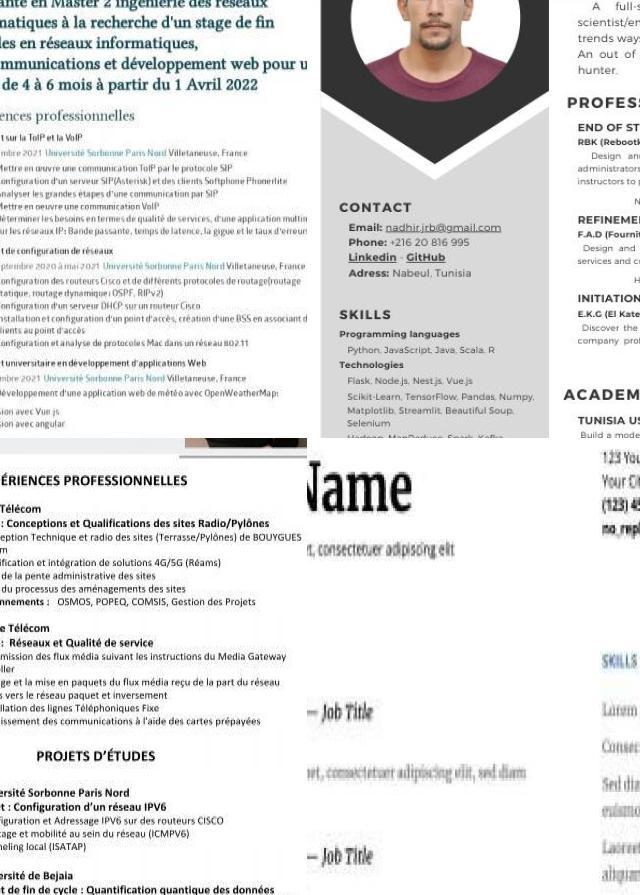 ante en Master 2 ingénierie des réseaux
matiques à la recherche d'un stage de fin
les en réseaux informatiques,
mmunications et développement web pour u
de 4 à 6 mois à partir du 1 Avril 2022
ences professionnelles
t sur la ToIP et la VoIP
mbre 2021 Université Sorbonne Paris Nord Villetaneuse, France
Mettre en œuvre une communication ToIP par le protocole SIP
Configuration d'un serveur SIP(Asterisk) et des clients Softphone Phonerlite
Analyser les grandes étapes d'une communication par SIP
Mettre en oeuvre une communication VoIP
Déterminer les besoins en termes de qualité de services, d'une application multim
ur les réseaux IP: Bande passante, temps de latence, la gigue et le taux d'erreur
t de configuration de réseaux
eptembre 2020 à mai 2021 Université Sorbonne Paris Nord Villetaneuse, France
Configuration des routeurs Cisco et de différents protocoles de routage(routage
tatique, routage dynamique: OSPF, RIPv2)
Configuration d'un serveur DHCP sur un routeur Cisco
nstallation et configuration d'un point d'accès, création d'une BSS en associant d
lients au point d'accès
Configuration et analyse de protocoles Mac dans un réseau 802.11
t universitaire en développement d'applications Web
mbre 2021 Université Sorbonne Paris Nord Villetaneuse, France
Développement d'une application web de météo avec OpenWeatherMap:
sion avec Vue js
sion avec angular
CONTACT
Email: nadhir.jrb@gmail.com
Phone: +216 20 816 995
Linkedin - GitHub
Adress: Nabeul, Tunisia
SKILLS
Programming languages
Python, JavaScript, Java, Scala, R
Technologies
Flask, Node.js, Nest.js, Vue.js
Scikit-Learn, TensorFlow, Pandas, Numpy,
Matplotlib, Streamlit, Beautiful Soup,
Selenium
Hadoop, MapReduce, Spark, Kafka
A full-s
scientist/en
trends ways
An out of
hunter.
PROFESS
END OF ST
RBK (Reboot
Design an
administrators
instructors to p
N
REFINEMEN
F.A.D (Fournit
Design and
services and c
H
INITIATION
E.K.G (El Kate
Discover the
company prof
ACADEM
TUNISIA US
Build a mode
ÉRIENCES PROFESSIONNELLES
Télécom
: Conceptions et Qualifications des sites Radio/Pylônes
eption Technique et radio des sites (Terrasse/Pylônes) de BOUYGUES
m
ification et intégration de solutions 4G/5G (Réams)
de la pente administrative des sites
du processus des aménagements des sites
nnements : OSMOS, POPEQ, COMSIS, Gestion des Projets
e Télécom
: Réseaux et Qualité de service
mission des flux média suivant les instructions du Media Gateway
ller
ge et la mise en paquets du flux média reçu de la part du réseau
s vers le réseau paquet et inversement
llation des lignes Téléphoniques Fixe
issement des communications à l'aide des cartes prépayées
PROJETS D'ÉTUDES
ersité Sorbonne Paris Nord
t : Configuration d'un réseau IPV6
figuration et Adressage IPV6 sur des routeurs CISCO
tage et mobilité au sein du réseau (ICMPV6)
neling local (ISATAP)
ersité de Bejaia
t de fin de cycle : Quantification quantique des données
Name
t, consectetuer adipiscing elit
— Job Title
et, consectetuer adipiscing elit, sed diam
— Job Title
123 You
Your Ci
(123) 45
no_repl
SKILLS
Lorem
Consec
Sed dia
euismo
Laoreet
aliquan